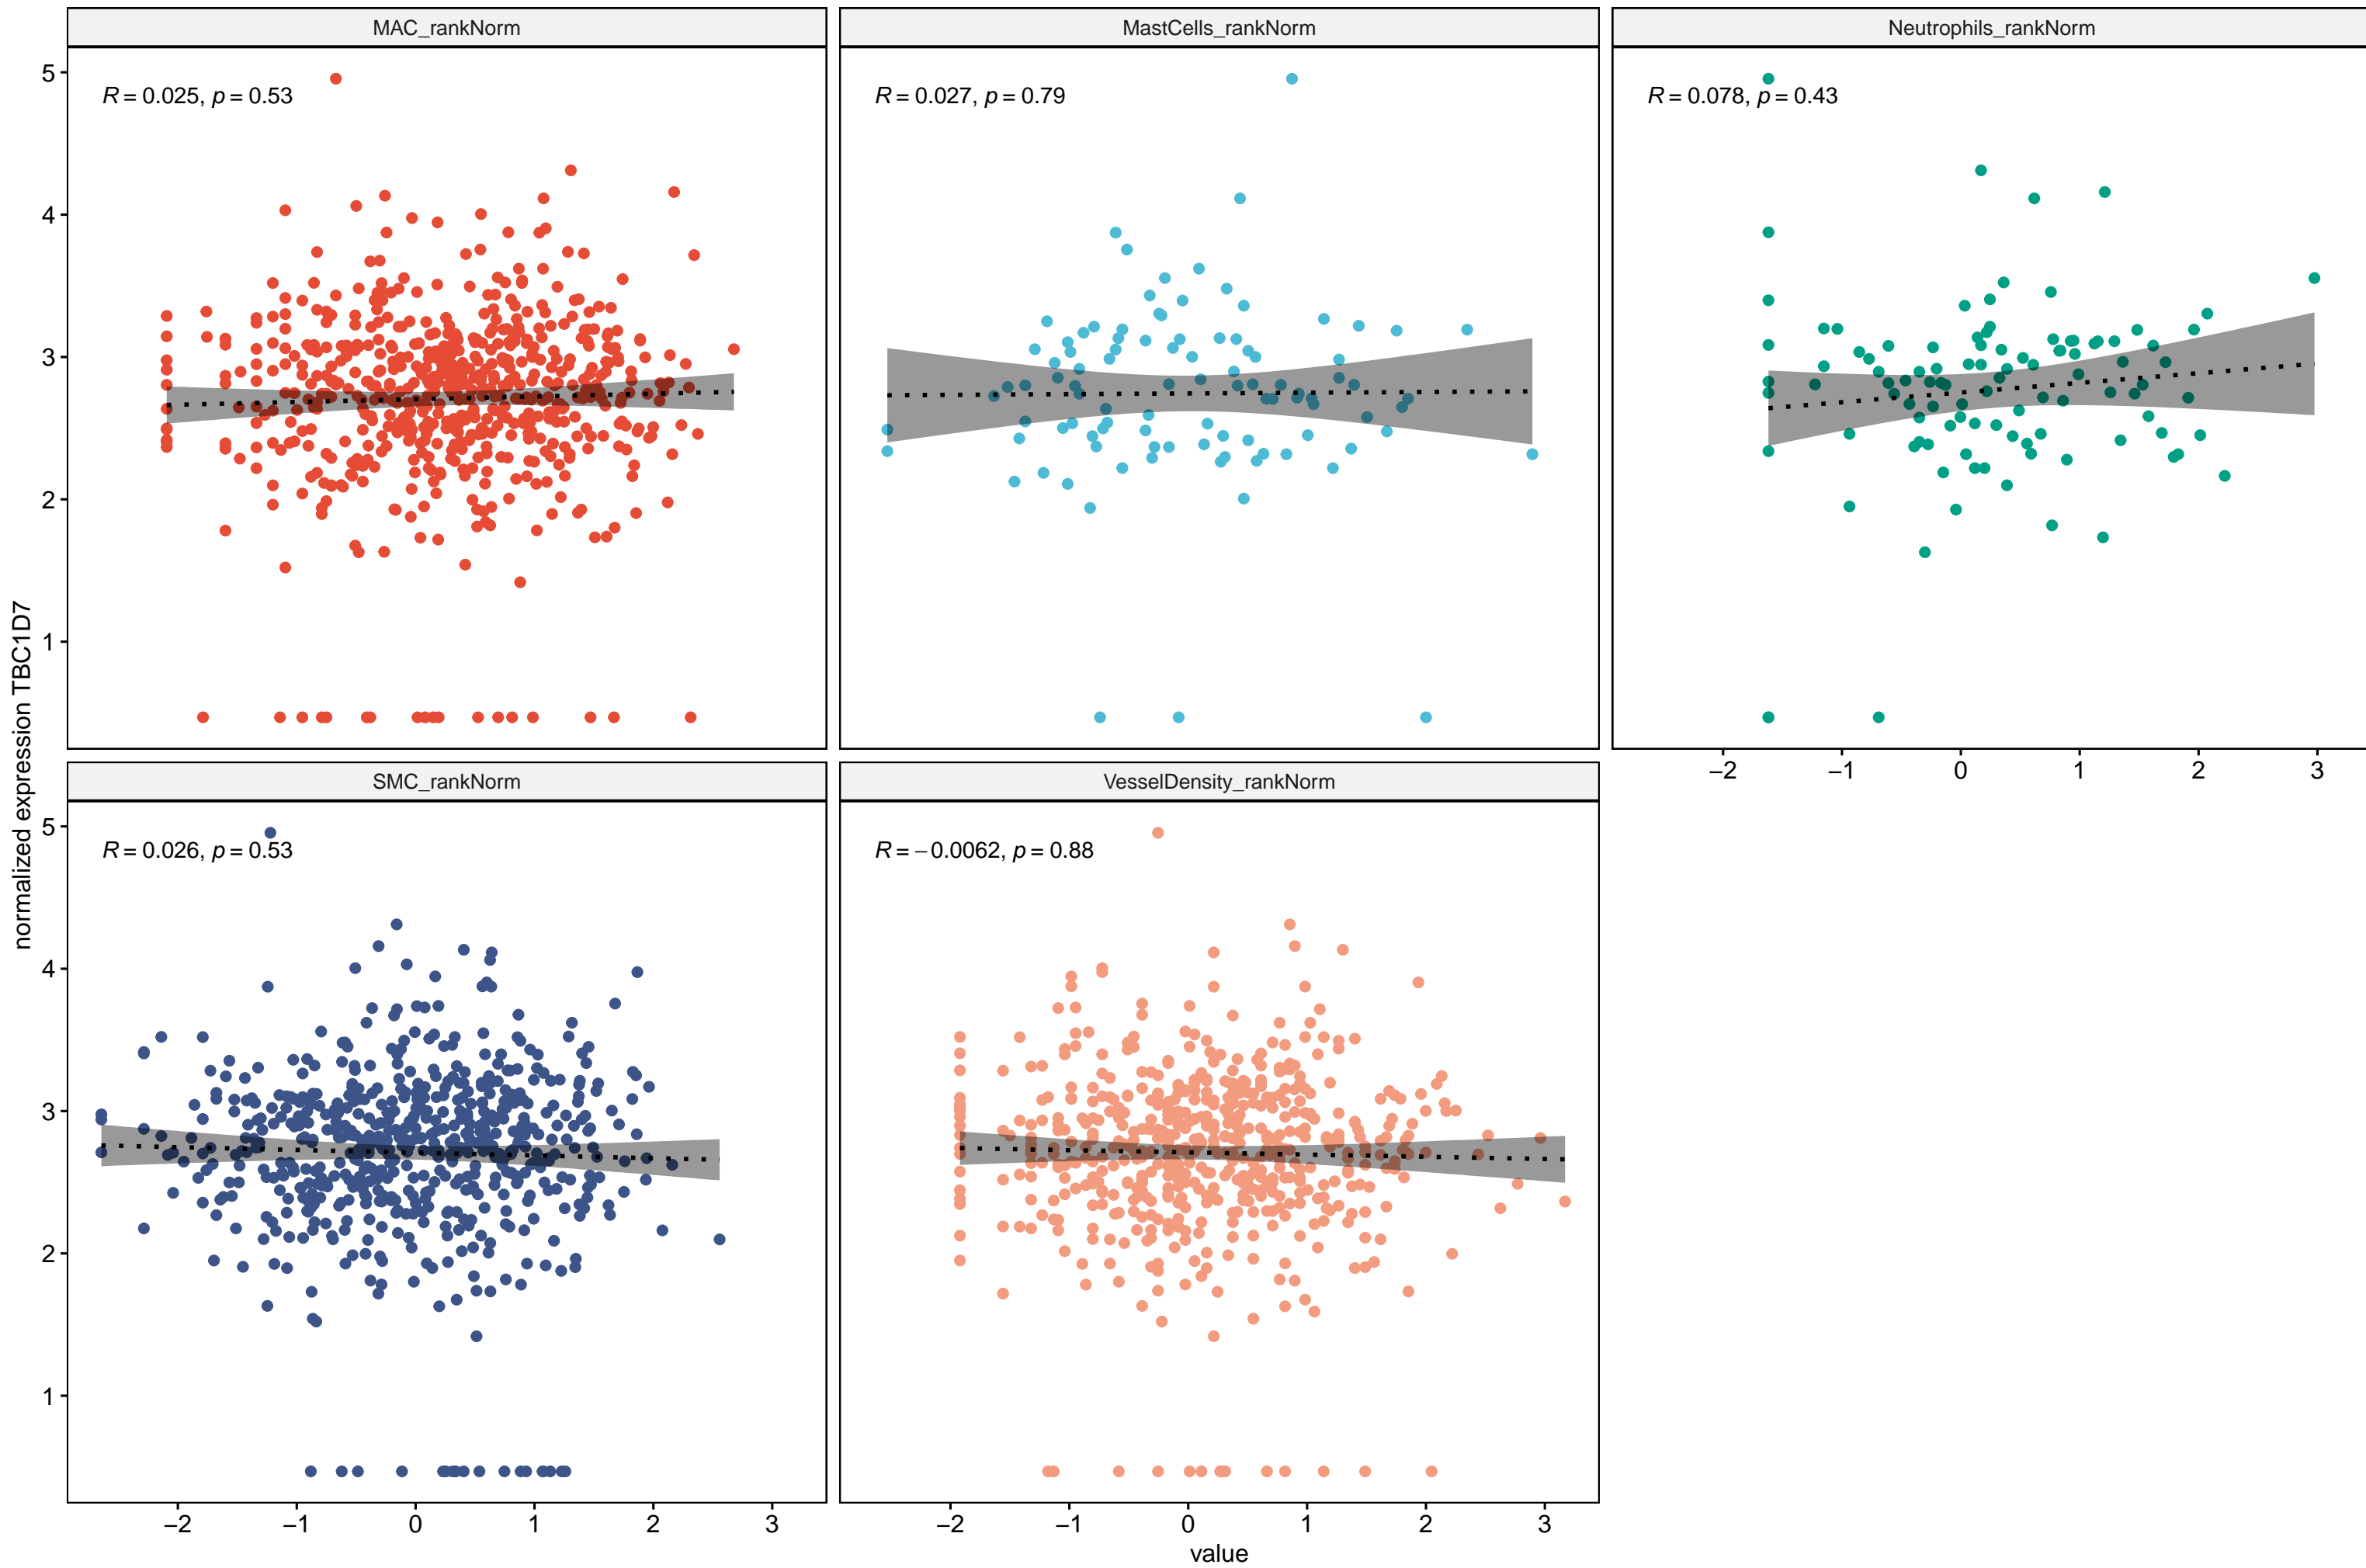 MAC_rankNorm
MastCells_rankNorm
Neutrophils_rankNorm
R = 0.025, p = 0.53
R = 0.027, p = 0.79
R = 0.078, p = 0.43
5
4
3
2
1
−2 −1 0 1 2 3
SMC_rankNorm
VesselDensity_rankNorm
R = 0.026, p = 0.53
R = −0.0062, p = 0.88
5
4
3
2
1
−2 −1 0 1 2 3
−2 −1 0 1 2 3
value
normalized expression TBC1D7